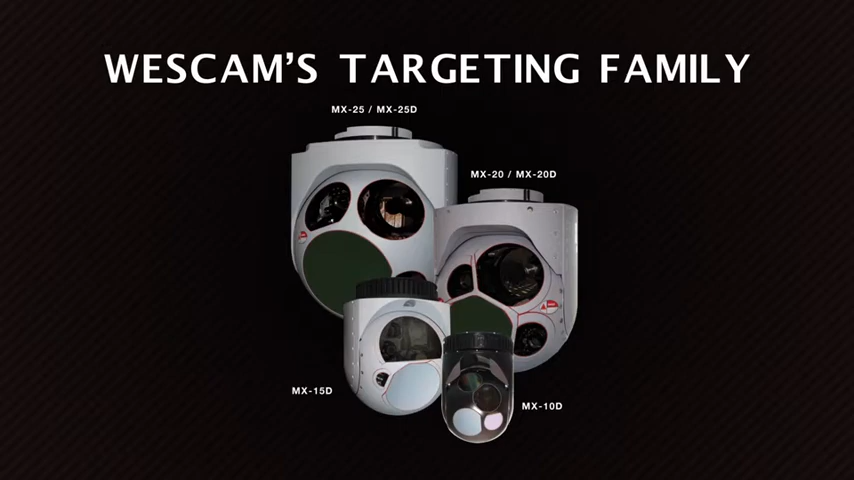 WESCAM'S TARGETING FAMILY
MX-25 / MX-25D
MX-20 / MX-20D
MX-15D
MX-10D